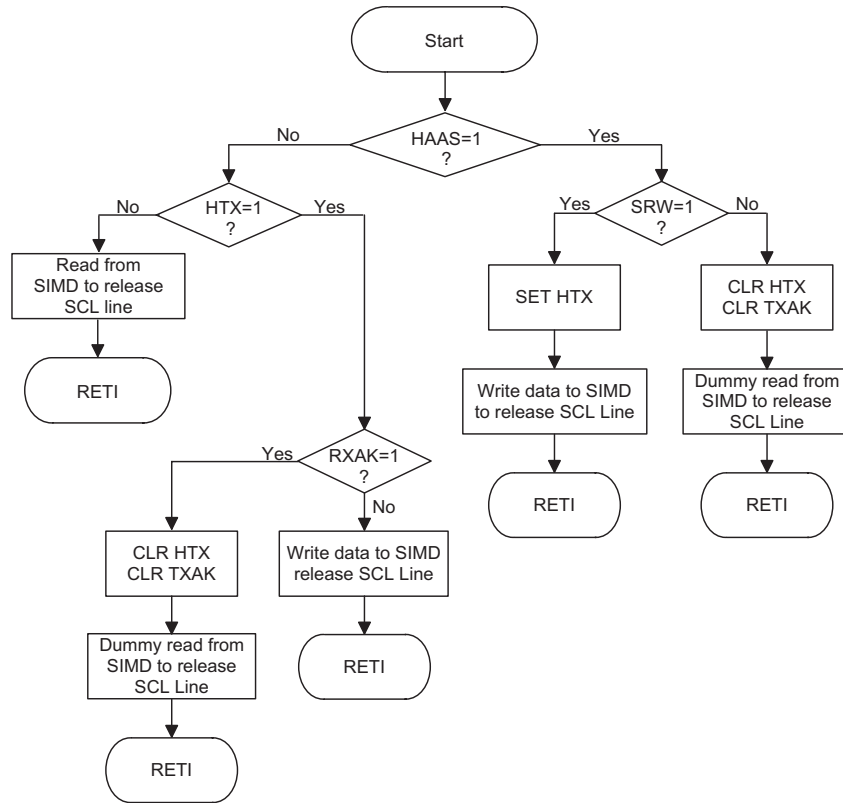 Start
No
HAAS=1
?
Yes
No
HTX=1
?
Yes
Yes
SRW=1
?
No
Read from
SIMD to release
SCL line
SET HTX
CLR HTX
CLR TXAK
RETI
Write data to SIMD
to release SCL Line
Dummy read from
SIMD to release
SCL Line
Yes
RXAK=1
?
No
RETI
RETI
CLR HTX
CLR TXAK
Write data to SIMD
release SCL Line
Dummy read from
SIMD to release
SCL Line
RETI
RETI